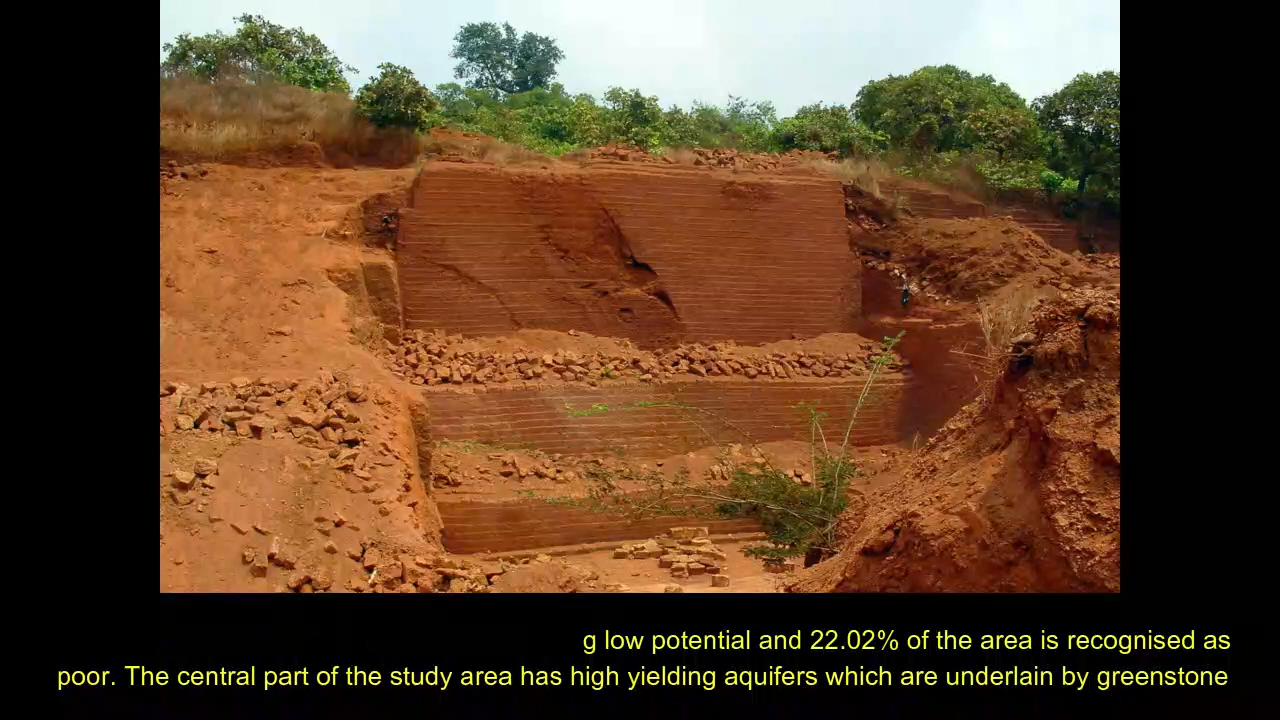 g low potential and 22.02% of the area is recognised as
poor. The central part of the study area has high yielding aquifers which are underlain by greenstone